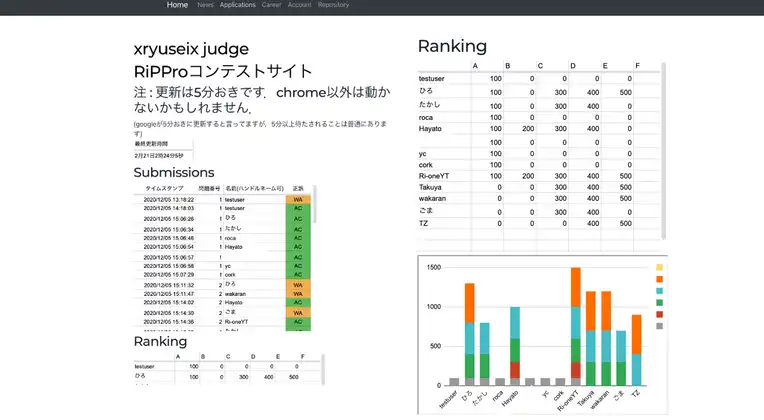 Home News Applications Career Account Repository
xryuseix judge
RiPProコンテストサイト
注 : 更新は5分おきです．chrome以外は動か
ないかもしれません．
(googleが5分おきに更新すると言ってますが，5分以上待たされることは普通にありま
す)
最終更新時間
2月21日2時24分5秒
Submissions
タイムスタンプ 問題番号 名前(ハンドルネーム可) 正誤
2020/12/05 13:18:22 1 testuser WA
2020/12/05 14:18:03 1 testuser AC
2020/12/05 15:06:26 1 ひろ AC
2020/12/05 15:06:34 1 たかし AC
2020/12/05 15:06:46 1 roca AC
2020/12/05 15:06:54 1 Hayato AC
2020/12/05 15:06:57 1 AC
2020/12/05 15:06:58 1 yc AC
2020/12/05 15:07:29 1 cork AC
2020/12/05 15:11:32 2 ひろ WA
2020/12/05 15:11:47 2 wakaran WA
2020/12/05 15:14:02 2 Hayato AC
2020/12/05 15:14:30 2 ごま WA
2020/12/05 15:14:36 2 Ri-oneYT AC
Ranking
A B C D E F
testuser 100 0 0 0 0
ひろ 100 0 300 400 500
Ranking
A B C D E F
testuser 100 0 0 0 0
ひろ 100 0 300 400 500
たかし 100 0 300 400 0
roca 100 0 0 0 0
Hayato 100 200 300 400 0
100 0 0 0 0
yc 100 0 0 0 0
cork 100 0 0 0 0
Ri-oneYT 100 200 300 400 500
Takuya 0 0 300 400 500
wakaran 0 0 300 400 500
ごま 0 0 300 400 0
TZ 0 0 0 400 500
1500
1000
500
0
testuser ひろ たかし roca Hayato yc cork Ri-oneYT Takuya wakaran ごま TZ